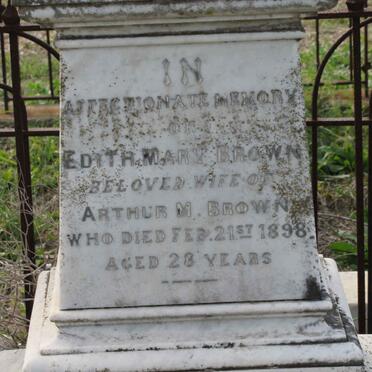 IN
AFFECTIONATE MEMORY
OF
EDITH MARY BROWN
BELOVED WIFE OF
ARTHUR M. BROWN
WHO DIED FEB. 21ST 1898
AGED 28 YEARS